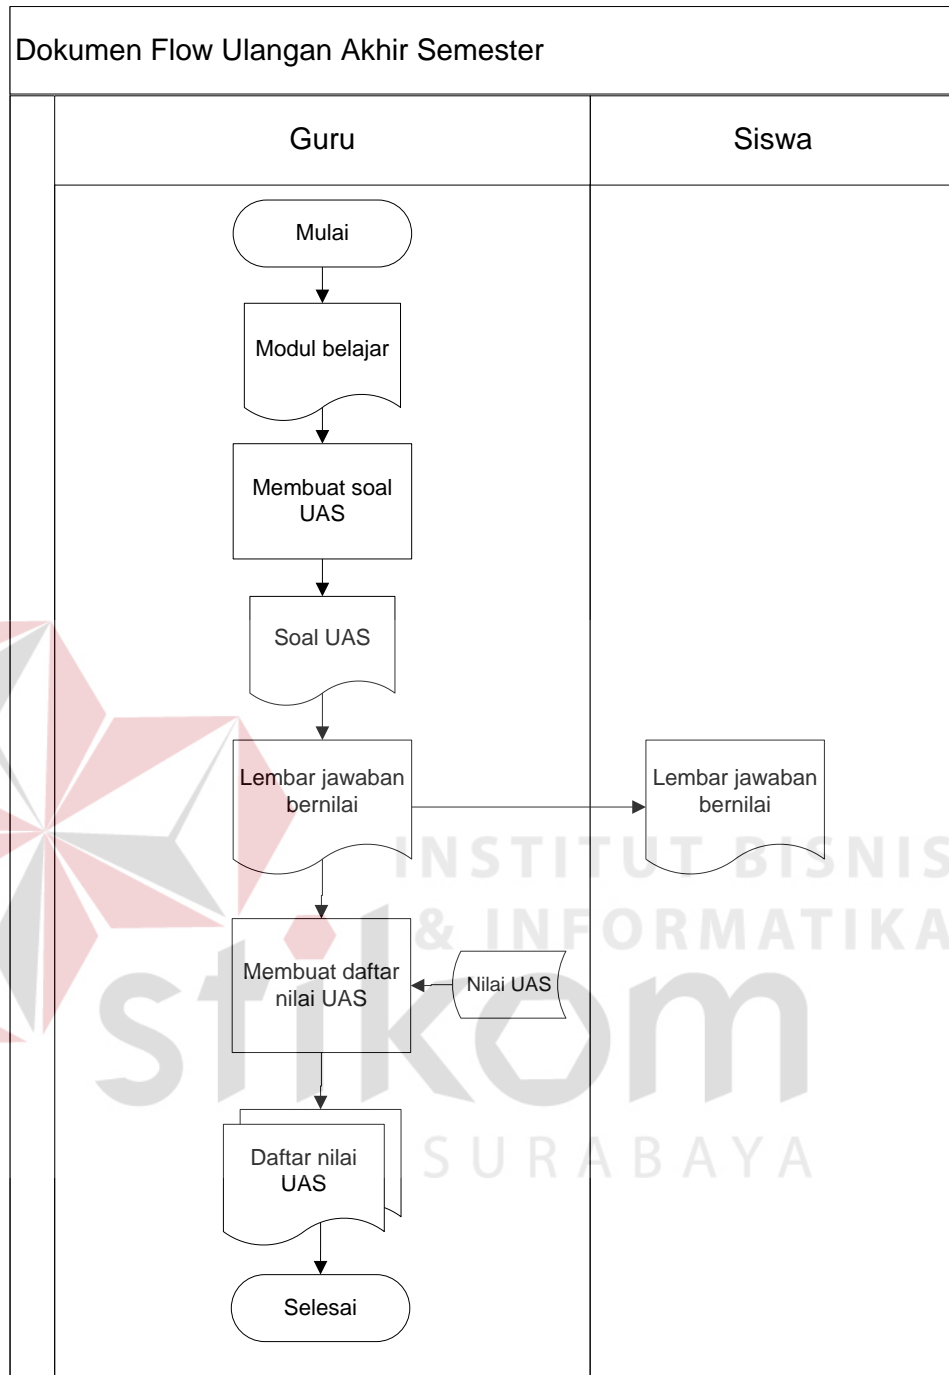 Dokumen Flow Ulangan Akhir Semester
Guru
Siswa
Mulai
Modul belajar
Membuat soal
UAS
Soal UAS
Lembar jawaban
bernilai
Lembar jawaban
bernilai
INSTITUT BISNIS
& INFORMATIKA
Membuat daftar
nilai UAS
Nilai UAS
stikom
SURABAYA
Daftar nilai
UAS
Selesai